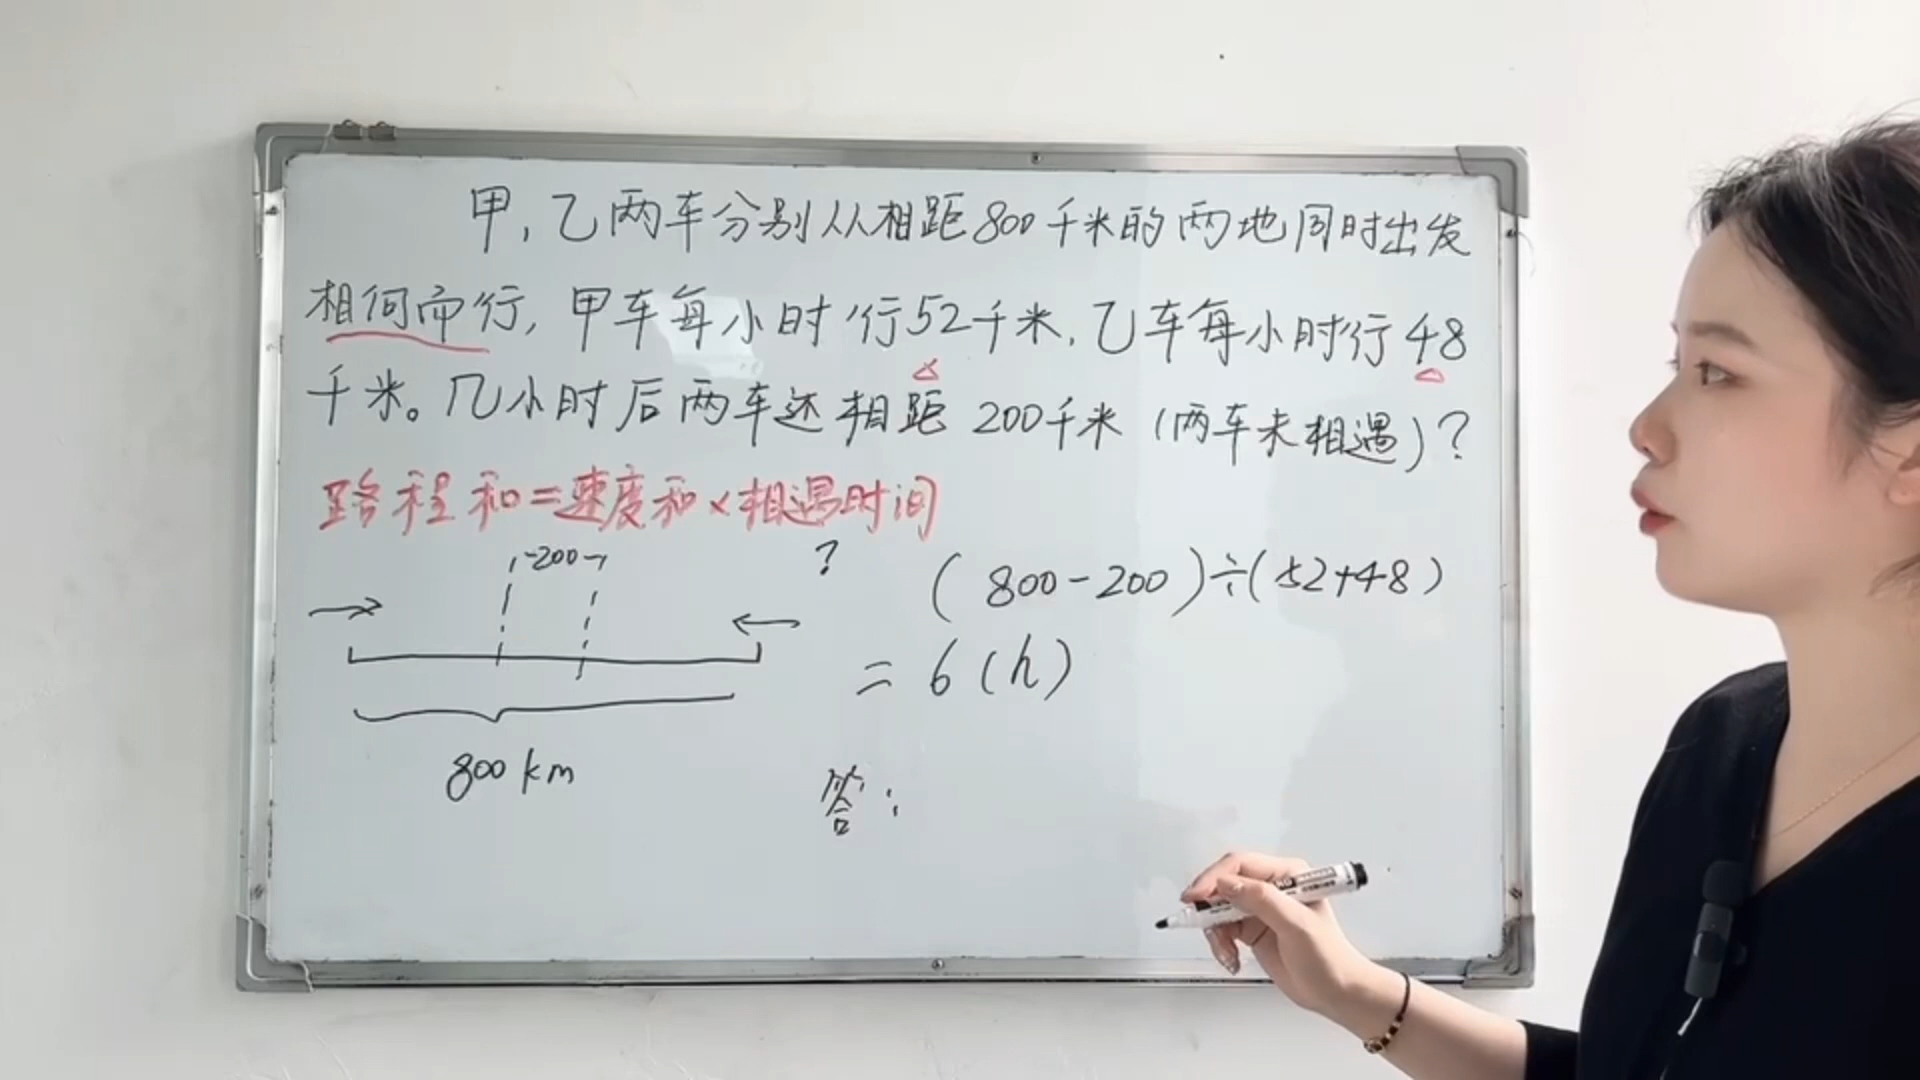 甲,乙两车分别从相距800千米的两地同时出发
相向而行,甲车每小时行52千米,乙车每小时行48
千米。几小时后两车还相距 200千米(两车未相遇)?
路程和=速度和×相遇时间
200
?
(800-200)÷(52+48)
=6(h)
800 km
答: